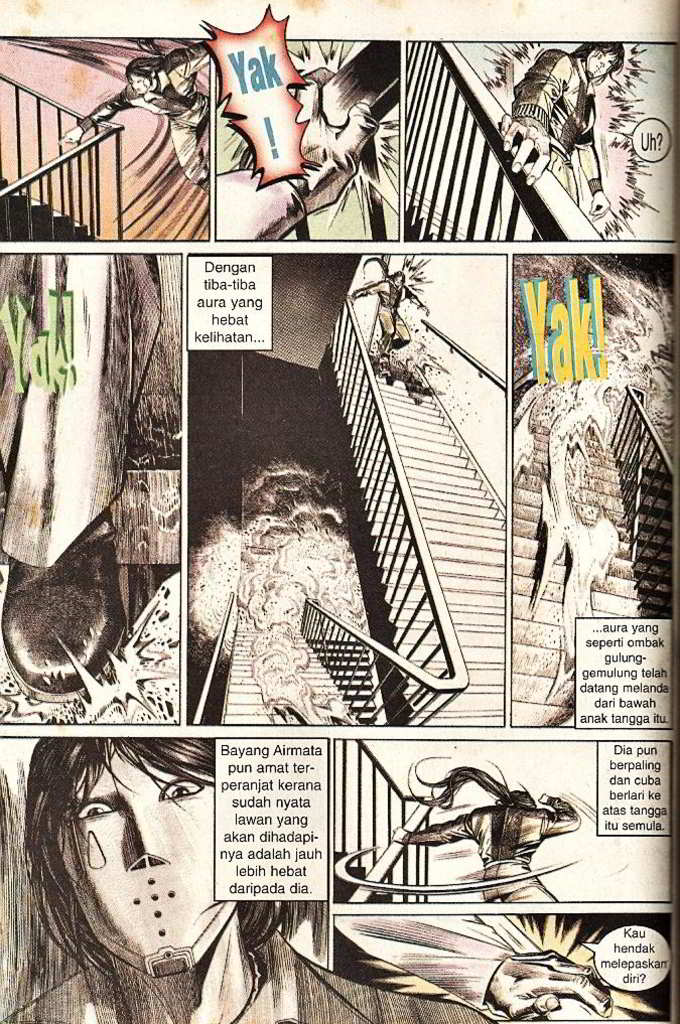 Yak
!
Uh?
Yak!
Dengan
tiba-tiba
aura yang
hebat
kelihatan...
Yak!
...aura yang
seperti ombak
gulung-
gemulung telah
datang melanda
dari bawah
anak tangga itu.
Bayang Airmata
pun amat ter-
peranjat kerana
sudah nyata
lawan yang
akan dihadapi-
nya adalah jauh
lebih hebat
daripada dia.
Dia pun
berpaling
dan cuba
berlari ke
atas tangga
itu semula.
Kau
hendak
melepaskan
diri?